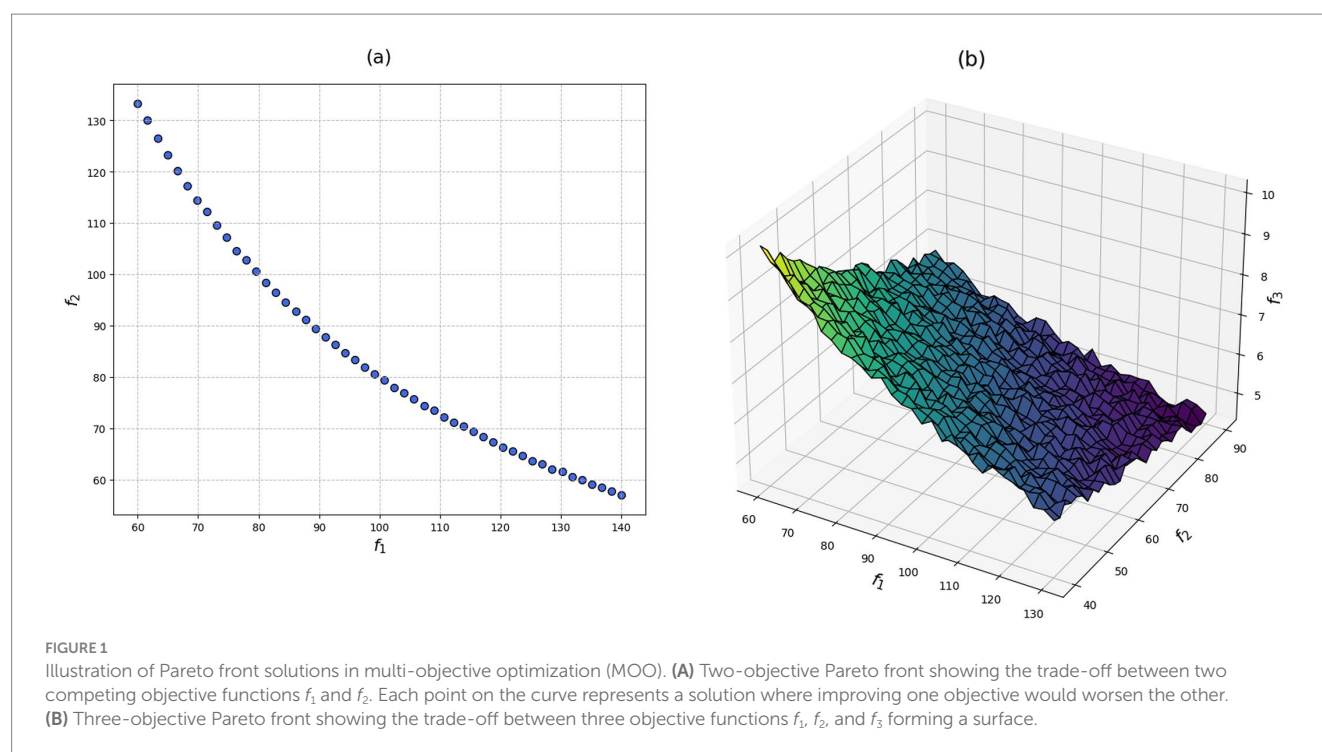 (a)
130
120
110
100
90
80
70
60
f2
60 70 80 90 100 110 120 130 140
f1
(b)
10
9
8
7
6
5
f3
60
70
80
90
100
110
120
130
f1
90
80
70
60
50
40
f2
FIGURE 1
Illustration of Pareto front solutions in multi-objective optimization (MOO). (A) Two-objective Pareto front showing the trade-off between two
competing objective functions f1 and f2. Each point on the curve represents a solution where improving one objective would worsen the other.
(B) Three-objective Pareto front showing the trade-off between three objective functions f1, f2, and f3 forming a surface.